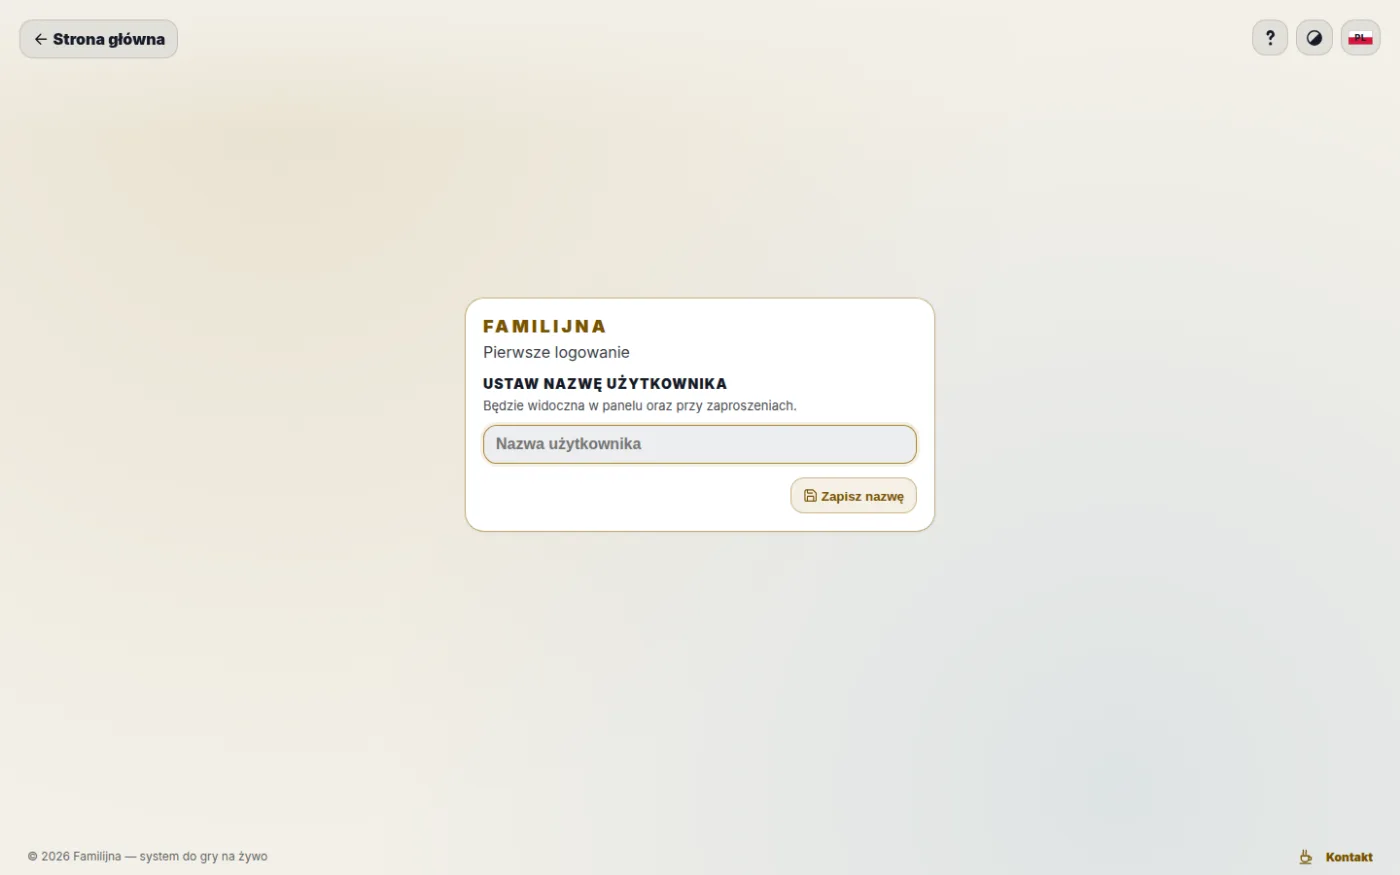 ← Strona główna
?
PL
FAMILIJNA
Pierwsze logowanie
USTAW NAZWĘ UŻYTKOWNIKA
Będzie widoczna w panelu oraz przy zaproszeniach.
Nazwa użytkownika
Zapisz nazwę
© 2026 Familijna — system do gry na żywo
Kontakt